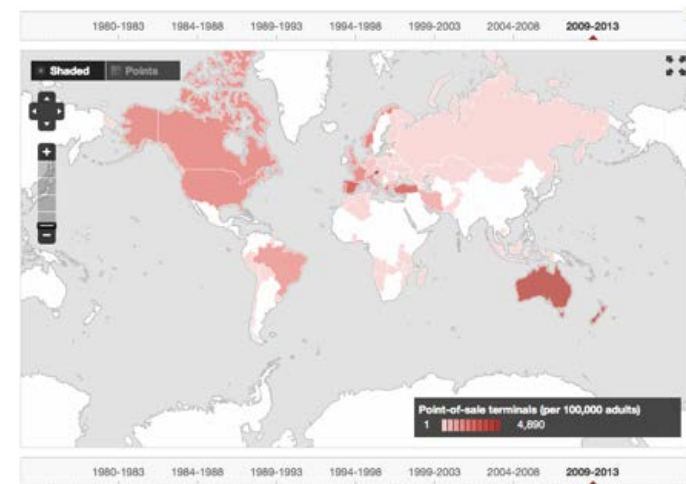 1980-1983 1984-1988 1989-1993 1994-1998 1999-2003 2004-2008 2009-2013
Shaded Points
+
Point-of-sale terminals (per 100,000 adults)
1 4,890
1980-1983 1984-1988 1989-1993 1994-1998 1999-2003 2004-2008 2009-2013